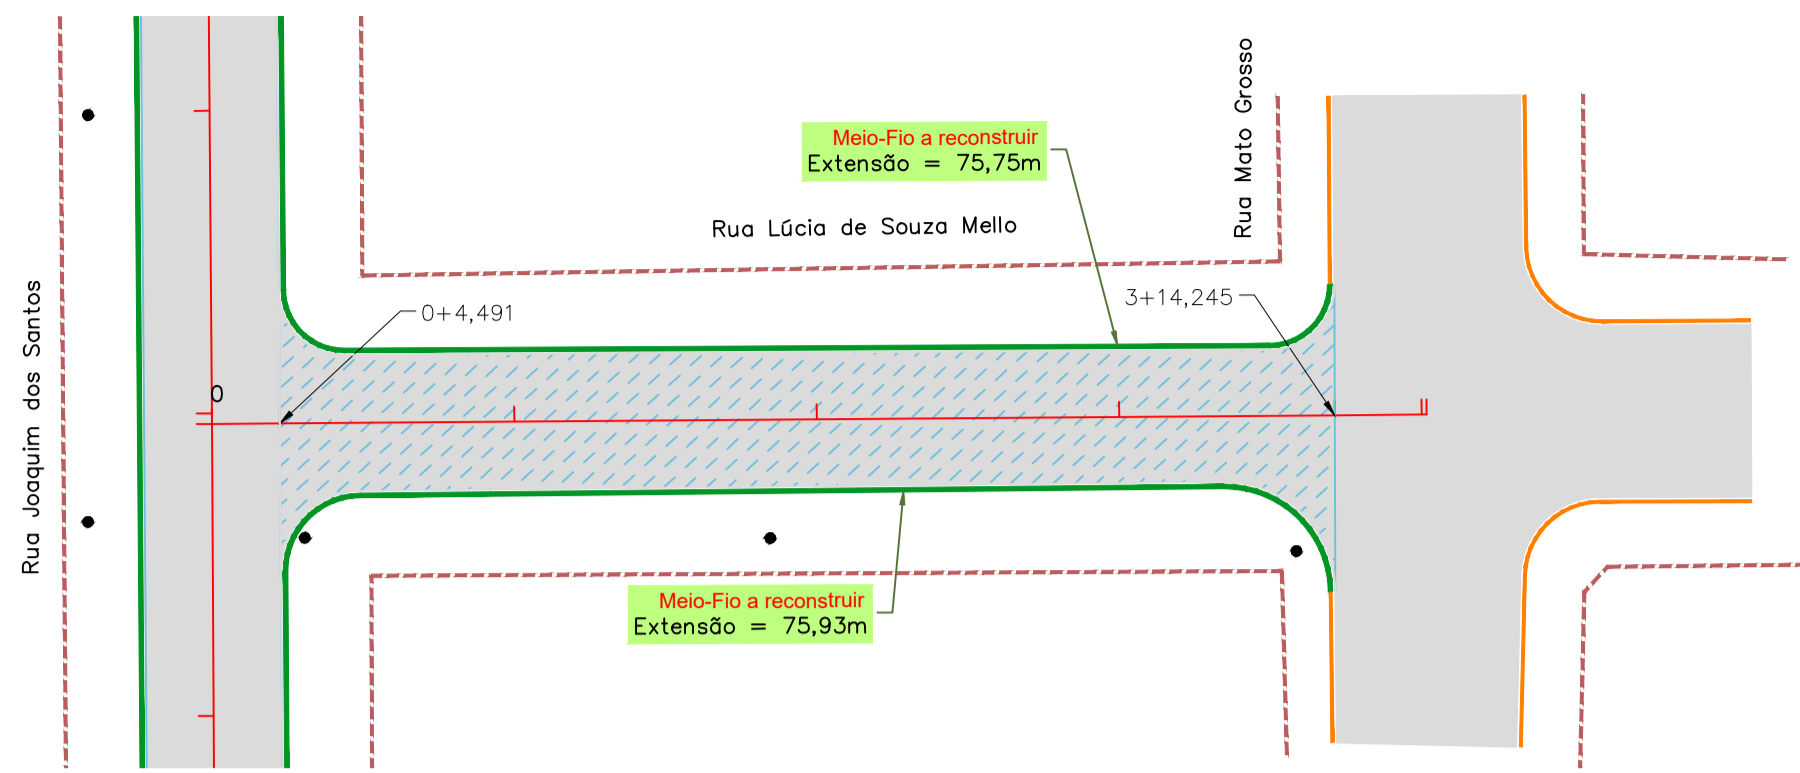 Rua Mato Grosso
Meio-Fio a reconstruir
Extensão = 75,75m
Rua Lúcia de Souza Mello
3+14,245
0+4,491
Rua Joaquim dos Santos
0
Meio-Fio a reconstruir
Extensão = 75,93m